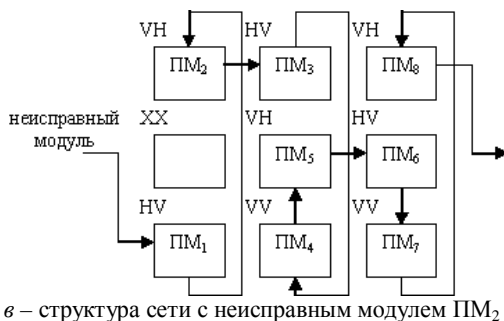 VH HV VH
ПМ2 ПМ3 ПМ8
неисправный XX VH HV
модуль
ПМ5 ПМ6
HV VV VV
ПМ1 ПМ4 ПМ7
в – структура сети с неисправным модулем ПМ2